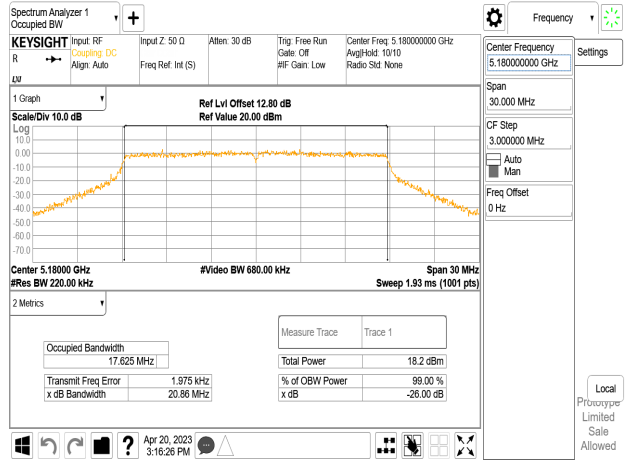 Spectrum Analyzer 1
Occupied BW
Frequency
KEYSIGHT
R
Input: RF
Coupling: DC
Align: Auto
Input Z: 50 Ω
Freq Ref: Int (S)
Atten: 30 dB
Trig: Free Run
Gate: Off
#IF Gain: Low
Center Freq: 5.180000000 GHz
Avg|Hold: 10/10
Radio Std: None
Center Frequency
5.180000000 GHz
Settings
Span
30.000 MHz
CF Step
3.000000 MHz
Auto
Man
Freq Offset
0 Hz
1 Graph
Scale/Div 10.0 dB
Ref Lvl Offset 12.80 dB
Ref Value 20.00 dBm
Log
10.0
0.00
-10.0
-20.0
-30.0
-40.0
-50.0
-60.0
-70.0
Center 5.18000 GHz
#Video BW 680.00 kHz
Span 30 MHz
#Res BW 220.00 kHz
Sweep 1.93 ms (1001 pts)
2 Metrics
Measure Trace
Trace 1
Occupied Bandwidth
17.625 MHz
Total Power
18.2 dBm
Transmit Freq Error
1.975 kHz
% of OBW Power
99.00 %
x dB Bandwidth
20.86 MHz
x dB
-26.00 dB
Local
Prototype
Limited
Sale
Allowed
Apr 20, 2023
3:16:26 PM